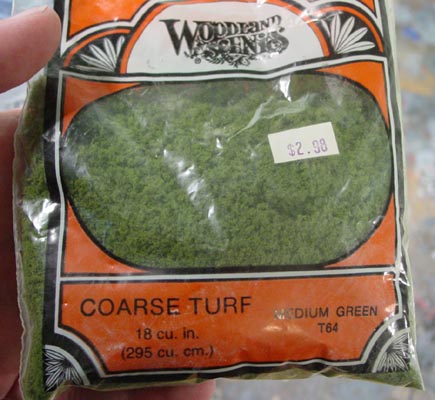 WOODLAND
SCENICS
$2.98
COARSE TURF
MEDIUM GREEN
18 cu. in.
T64
(295 cu. cm.)